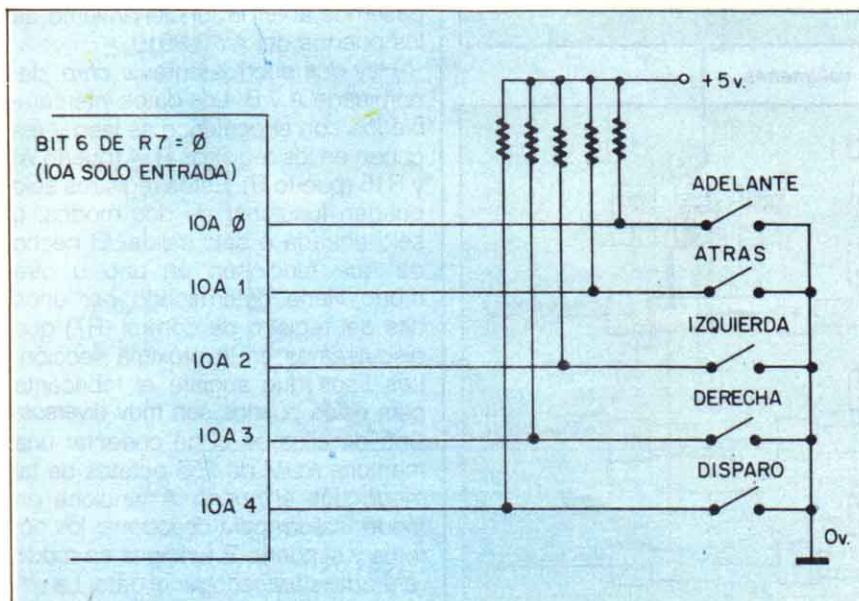 BIT 6 DE R7 = Ø
(IOA SOLO ENTRADA)
+5v.
ADELANTE
IOA Ø
ATRAS
IOA 1
IZQUIERDA
IOA 2
DERECHA
IOA 3
DISPARO
IOA 4
Ov.